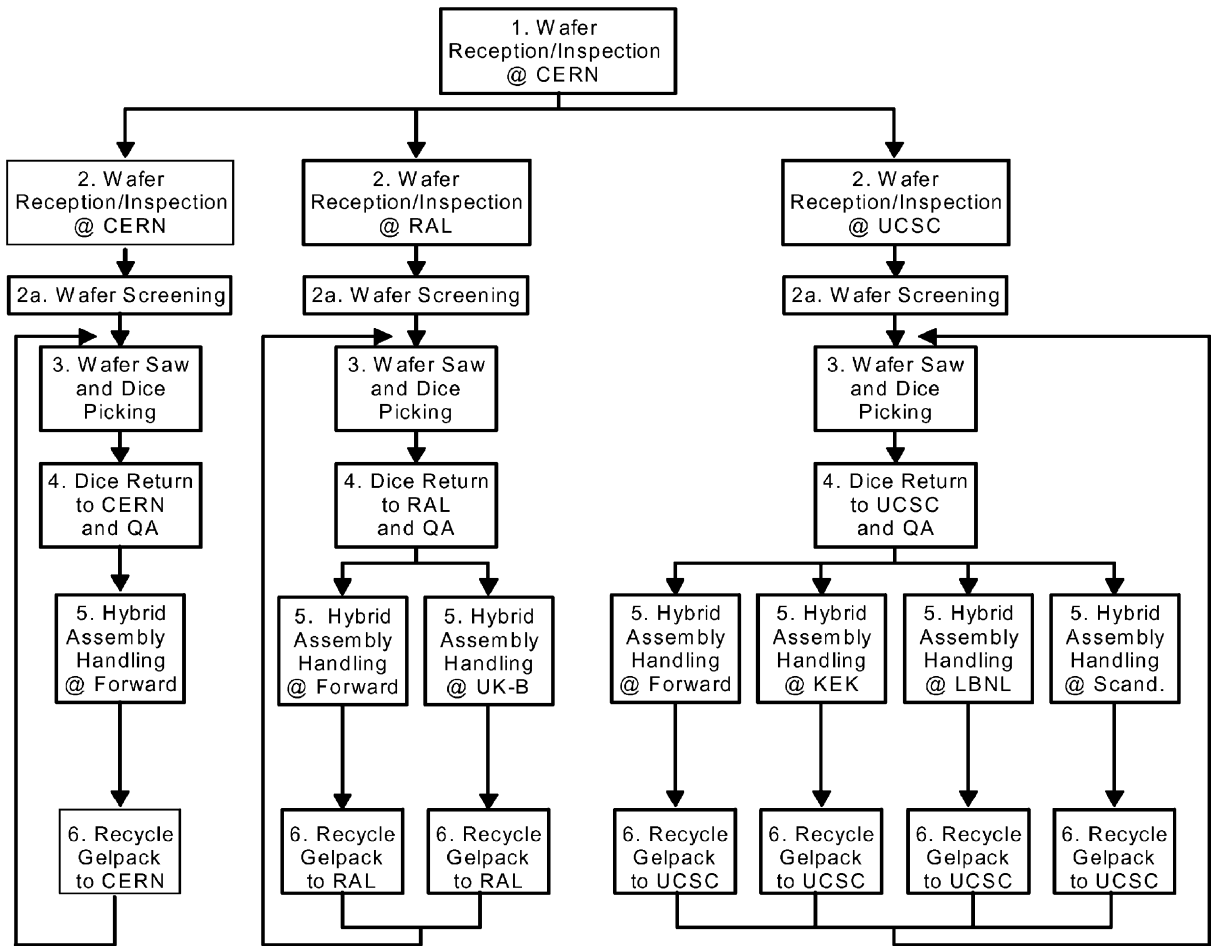 1. Wafer
Reception/Inspection
@ CERN
2. Wafer
Reception/Inspection
@ CERN
2. Wafer
Reception/Inspection
@ RAL
2. Wafer
Reception/Inspection
@ UCSC
2a. Wafer Screening
2a. Wafer Screening
2a. Wafer Screening
3. Wafer Saw
and Dice
Picking
3. Wafer Saw
and Dice
Picking
3. Wafer Saw
and Dice
Picking
4. Dice Return
to CERN
and QA
4. Dice Return
to RAL
and QA
4. Dice Return
to UCSC
and QA
5. Hybrid
Assembly
Handling
@ Forward
5. Hybrid
Assembly
Handling
@ Forward
5. Hybrid
Assembly
Handling
@ UK-B
5. Hybrid
Assembly
Handling
@ Forward
5. Hybrid
Assembly
Handling
@ KEK
5. Hybrid
Assembly
Handling
@ LBNL
5. Hybrid
Assembly
Handling
@ Scand.
6. Recycle
Gelpack
to CERN
6. Recycle
Gelpack
to RAL
6. Recycle
Gelpack
to RAL
6. Recycle
Gelpack
to UCSC
6. Recycle
Gelpack
to UCSC
6. Recycle
Gelpack
to UCSC
6. Recycle
Gelpack
to UCSC